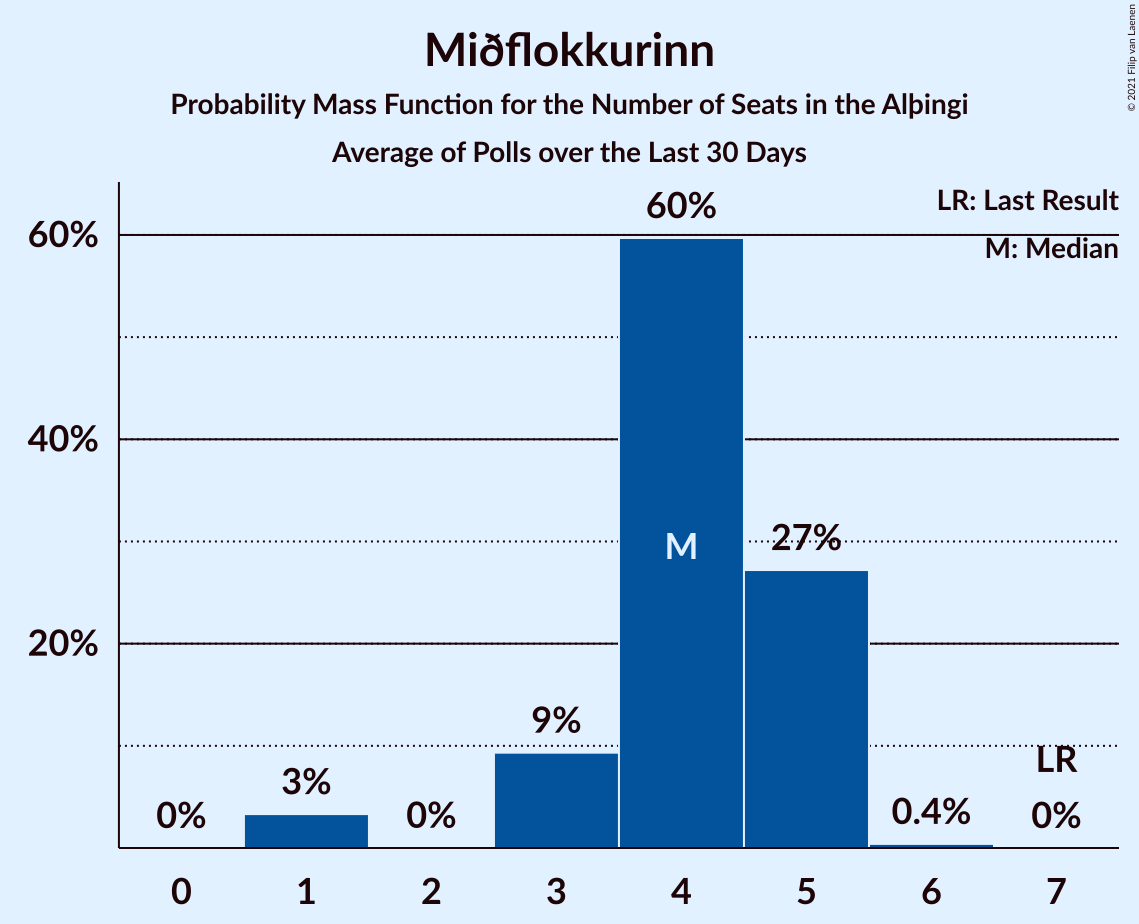 Miðflokkurinn
Probability Mass Function for the Number of Seats in the Alþingi
Average of Polls over the Last 30 Days
© 2021 Filip van Laenen
LR: Last Result
M: Median
60%
40%
20%
0%
3%
0%
9%
60%
M
27%
0.4%
LR
0%
0 1 2 3 4 5 6 7